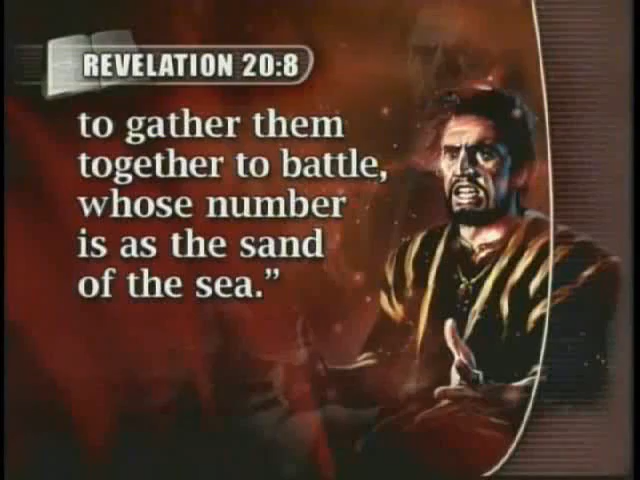 REVELATION 20:8
to gather them
together to battle,
whose number
is as the sand
of the sea.”